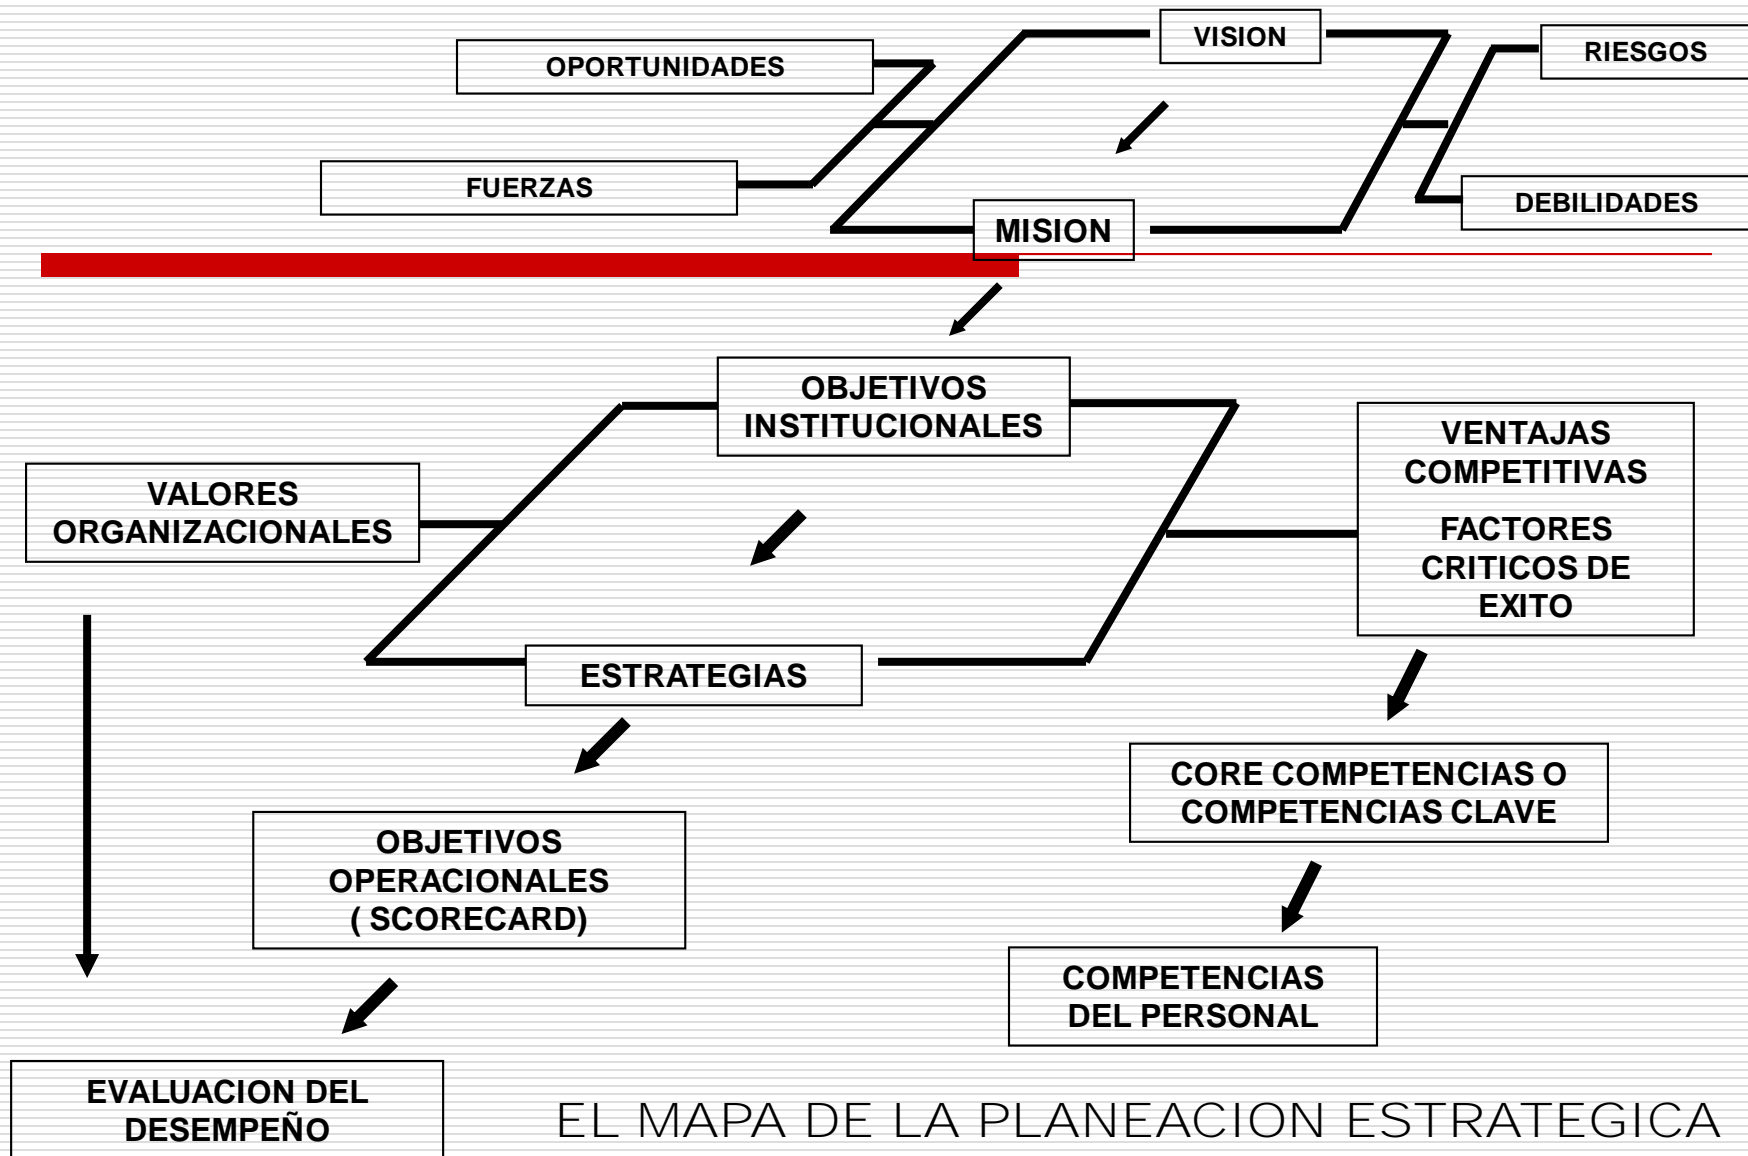 VISION
OPORTUNIDADES
RIESGOS
FUERZAS
DEBILIDADES
MISION
OBJETIVOS
INSTITUCIONALES
VALORES
ORGANIZACIONALES
VENTAJAS
COMPETITIVAS
FACTORES
CRITICOS DE
EXITO
ESTRATEGIAS
CORE COMPETENCIAS O
COMPETENCIAS CLAVE
OBJETIVOS
OPERACIONALES
( SCORECARD)
COMPETENCIAS
DEL PERSONAL
EVALUACION DEL
DESEMPEÑO
EL MAPA DE LA PLANEACION ESTRATEGICA